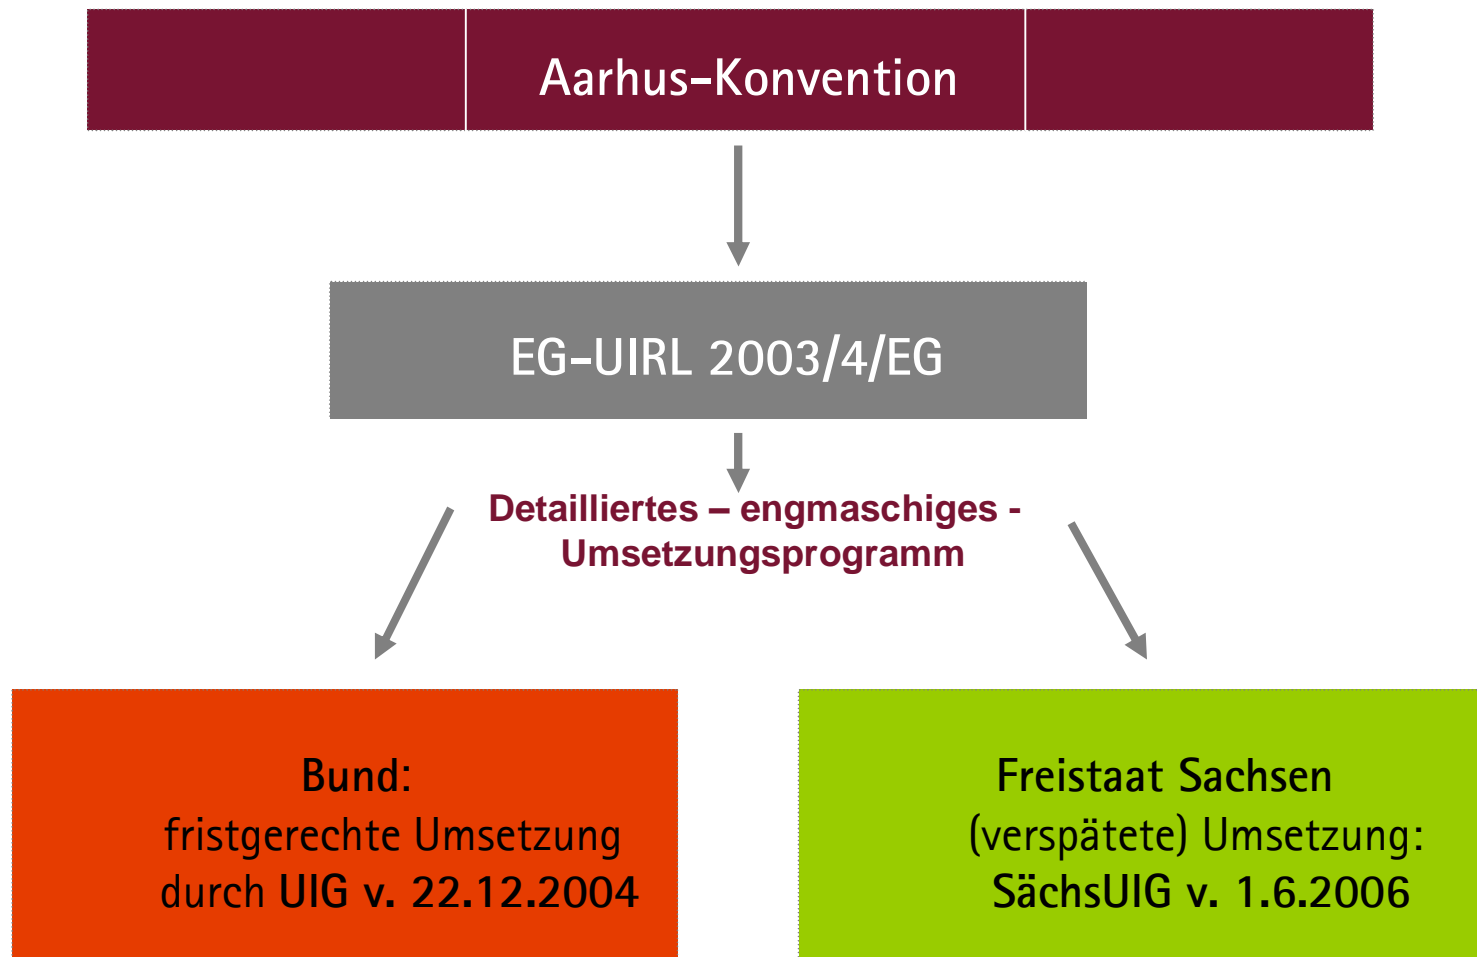 Aarhus-Konvention
EG-UIRL 2003/4/EG
Detailliertes – engmaschiges -
Umsetzungsprogramm
Bund:
fristgerechte Umsetzung
durch UIG v. 22.12.2004
Freistaat Sachsen
(verspätete) Umsetzung:
SächsUIG v. 1.6.2006